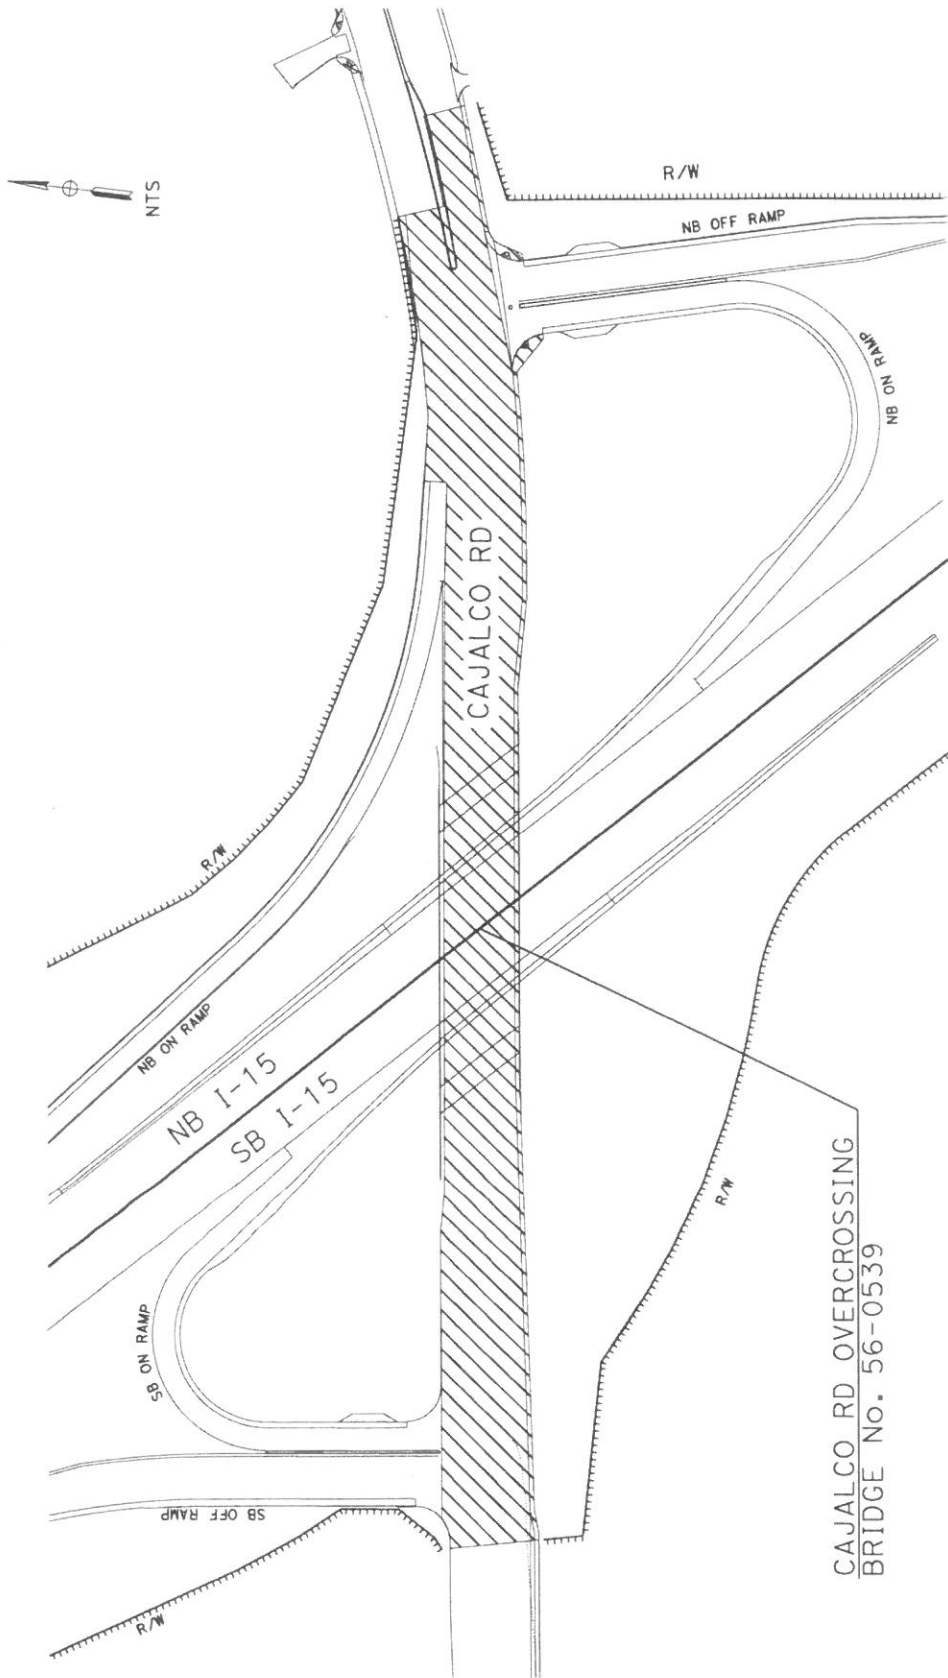 NTS
R/W
NB OFF RAMP
NB ON RAMP
CAJALCO RD
R/W
NB ON RAMP
NB I-15
SB I-15
SB ON RAMP
SB OFF RAMP
R/W
R/W
CAJALCO RD OVERCROSSING
BRIDGE No. 56-0539